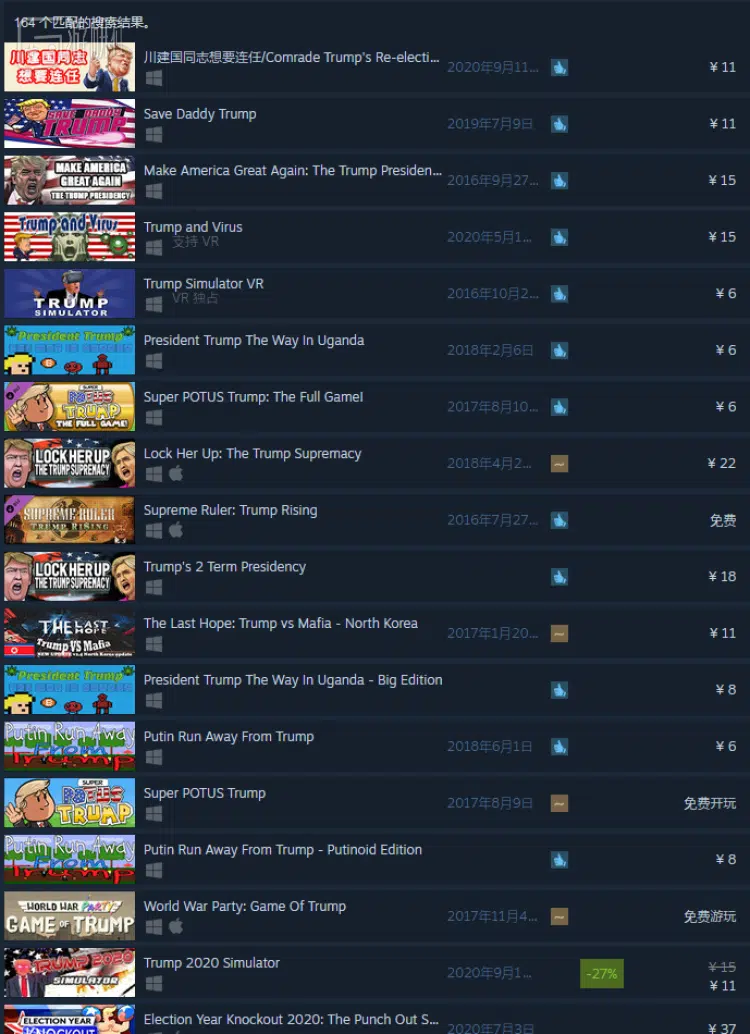 164 个匹配的搜索结果。
川建国同志
想要连任
川建国同志想要连任/Comrade Trump's Re-electi...
2020年9月11...
¥ 11
SAVE DADDY
TRUMP
Save Daddy Trump
2019年7月9日
¥ 11
MAKE AMERICA
GREAT AGAIN
THE TRUMP PRESIDENCY
Make America Great Again: The Trump Presiden...
2016年9月27...
¥ 15
Trump and Virus
Trump and Virus
支持 VR
2020年5月1...
¥ 15
TRUMP
SIMULATOR
Trump Simulator VR
VR 独占
2016年10月2...
¥ 6
President Trump
President Trump The Way In Uganda
2018年2月6日
¥ 6
SUPER
POTUS
TRUMP
THE FULL GAME!
Super POTUS Trump: The Full Game!
2017年8月10...
¥ 6
LOCK HER UP
THE TRUMP SUPREMACY
Lock Her Up: The Trump Supremacy
2018年4月2...
¥ 22
SUPREME RULER
TRUMP RISING
Supreme Ruler: Trump Rising
2016年7月27...
免费
LOCK HER UP
THE TRUMP SUPREMACY
Trump's 2 Term Presidency
¥ 18
THE LAST
HOPE
Trump VS Mafia
The Last Hope: Trump vs Mafia - North Korea
2017年1月20...
¥ 11
President Trump
President Trump The Way In Uganda - Big Edition
¥ 8
Putin Run Away
From
Trump
Putin Run Away From Trump
2018年6月1日
¥ 6
SUPER
POTUS
TRUMP
Super POTUS Trump
2017年8月9日
免费开玩
Putin Run Away
From
Trump
Putin Run Away From Trump - Putinoid Edition
¥ 8
WORLD WAR PARTY
GAME OF TRUMP
World War Party: Game Of Trump
2017年11月4...
免费游玩
TRUMP 2020
SIMULATOR
Trump 2020 Simulator
2020年9月1...
-27%
¥ 15
¥ 11
ELECTION YEAR
KNOCKOUT
Election Year Knockout 2020: The Punch Out S...
2020年7月3日
¥ 37